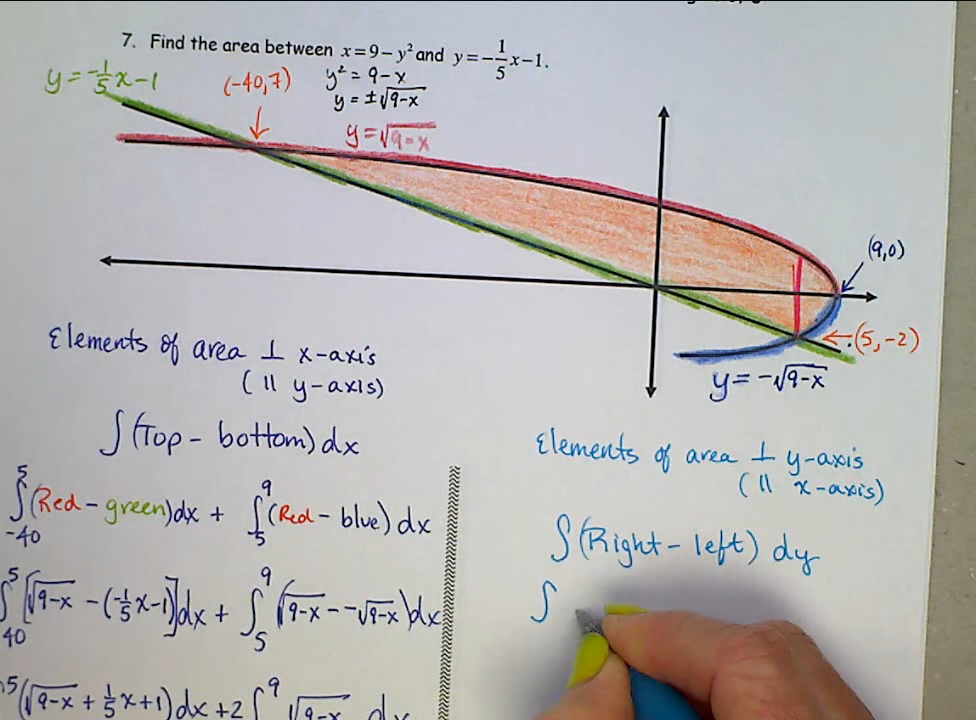 7. Find the area between x=9-y² and y=-1/5x-1.
y=-1/5x-1
(-40,7)
y²=9-x
y=±√9-x
y=√9-x
(9,0)
(5,-2)
y=-√9-x
Elements of area ⊥ x-axis
(|| y-axis)
∫(Top - bottom) dx
∫₋₄₀⁵(Red - green)dx + ∫₅⁹(Red - blue) dx
∫₄₀⁵[√9-x -(-1/5x-1)]dx + ∫₅⁹(√9-x - -√9-x)dx
⁵(√9-x + 1/5x+1)dx +2∫⁹√9-x dx
Elements of area ⊥ y-axis
(|| x-axis)
∫(Right - left) dy
∫